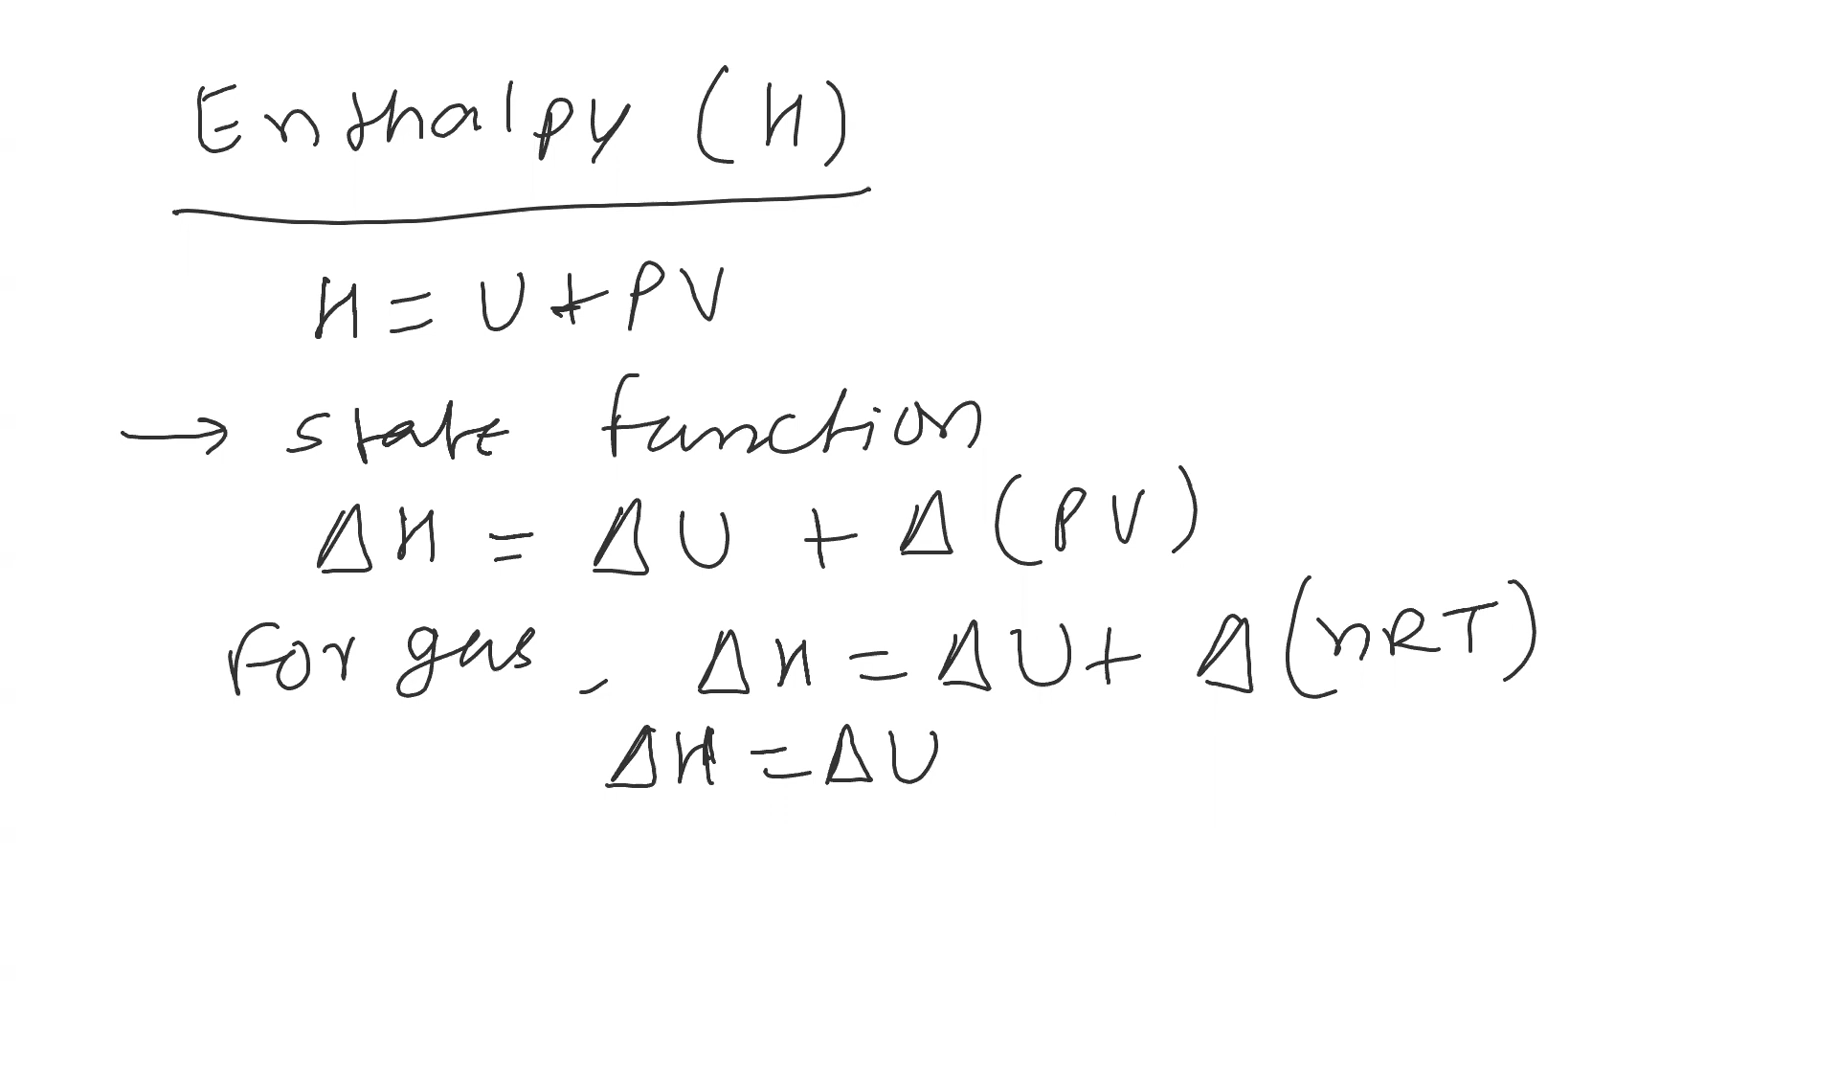 Enthalpy (H)
H = U + PV
→ state function
ΔH = ΔU + Δ(PV)
For gas, ΔH = ΔU + Δ(nRT)
ΔH = ΔU